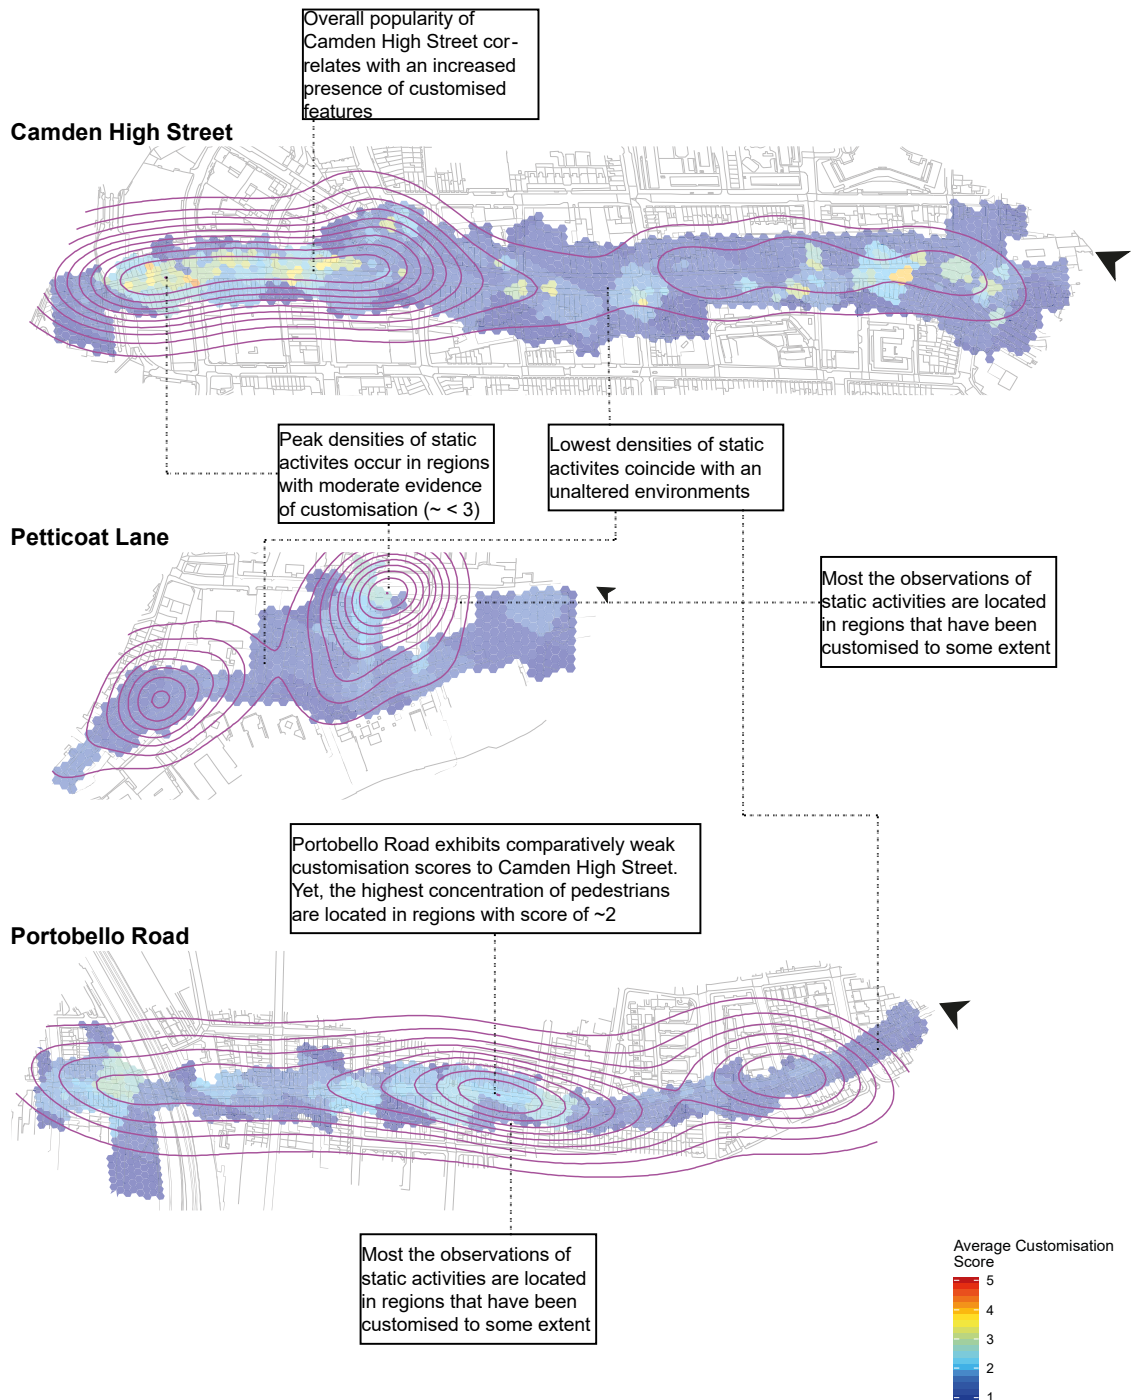 Overall popularity of
Camden High Street cor-
relates with an increased
presence of customised
features
Camden High Street
Peak densities of static
activites occur in regions
with moderate evidence
of customisation (~ < 3)
Lowest densities of static
activites coincide with an
unaltered environments
Petticoat Lane
Most the observations of
static activities are located
in regions that have been
customised to some extent
Portobello Road exhibits comparatively weak
customisation scores to Camden High Street.
Yet, the highest concentration of pedestrians
are located in regions with score of ~2
Portobello Road
Most the observations of
static activities are located
in regions that have been
customised to some extent
Average Customisation
Score
5
4
3
2
1